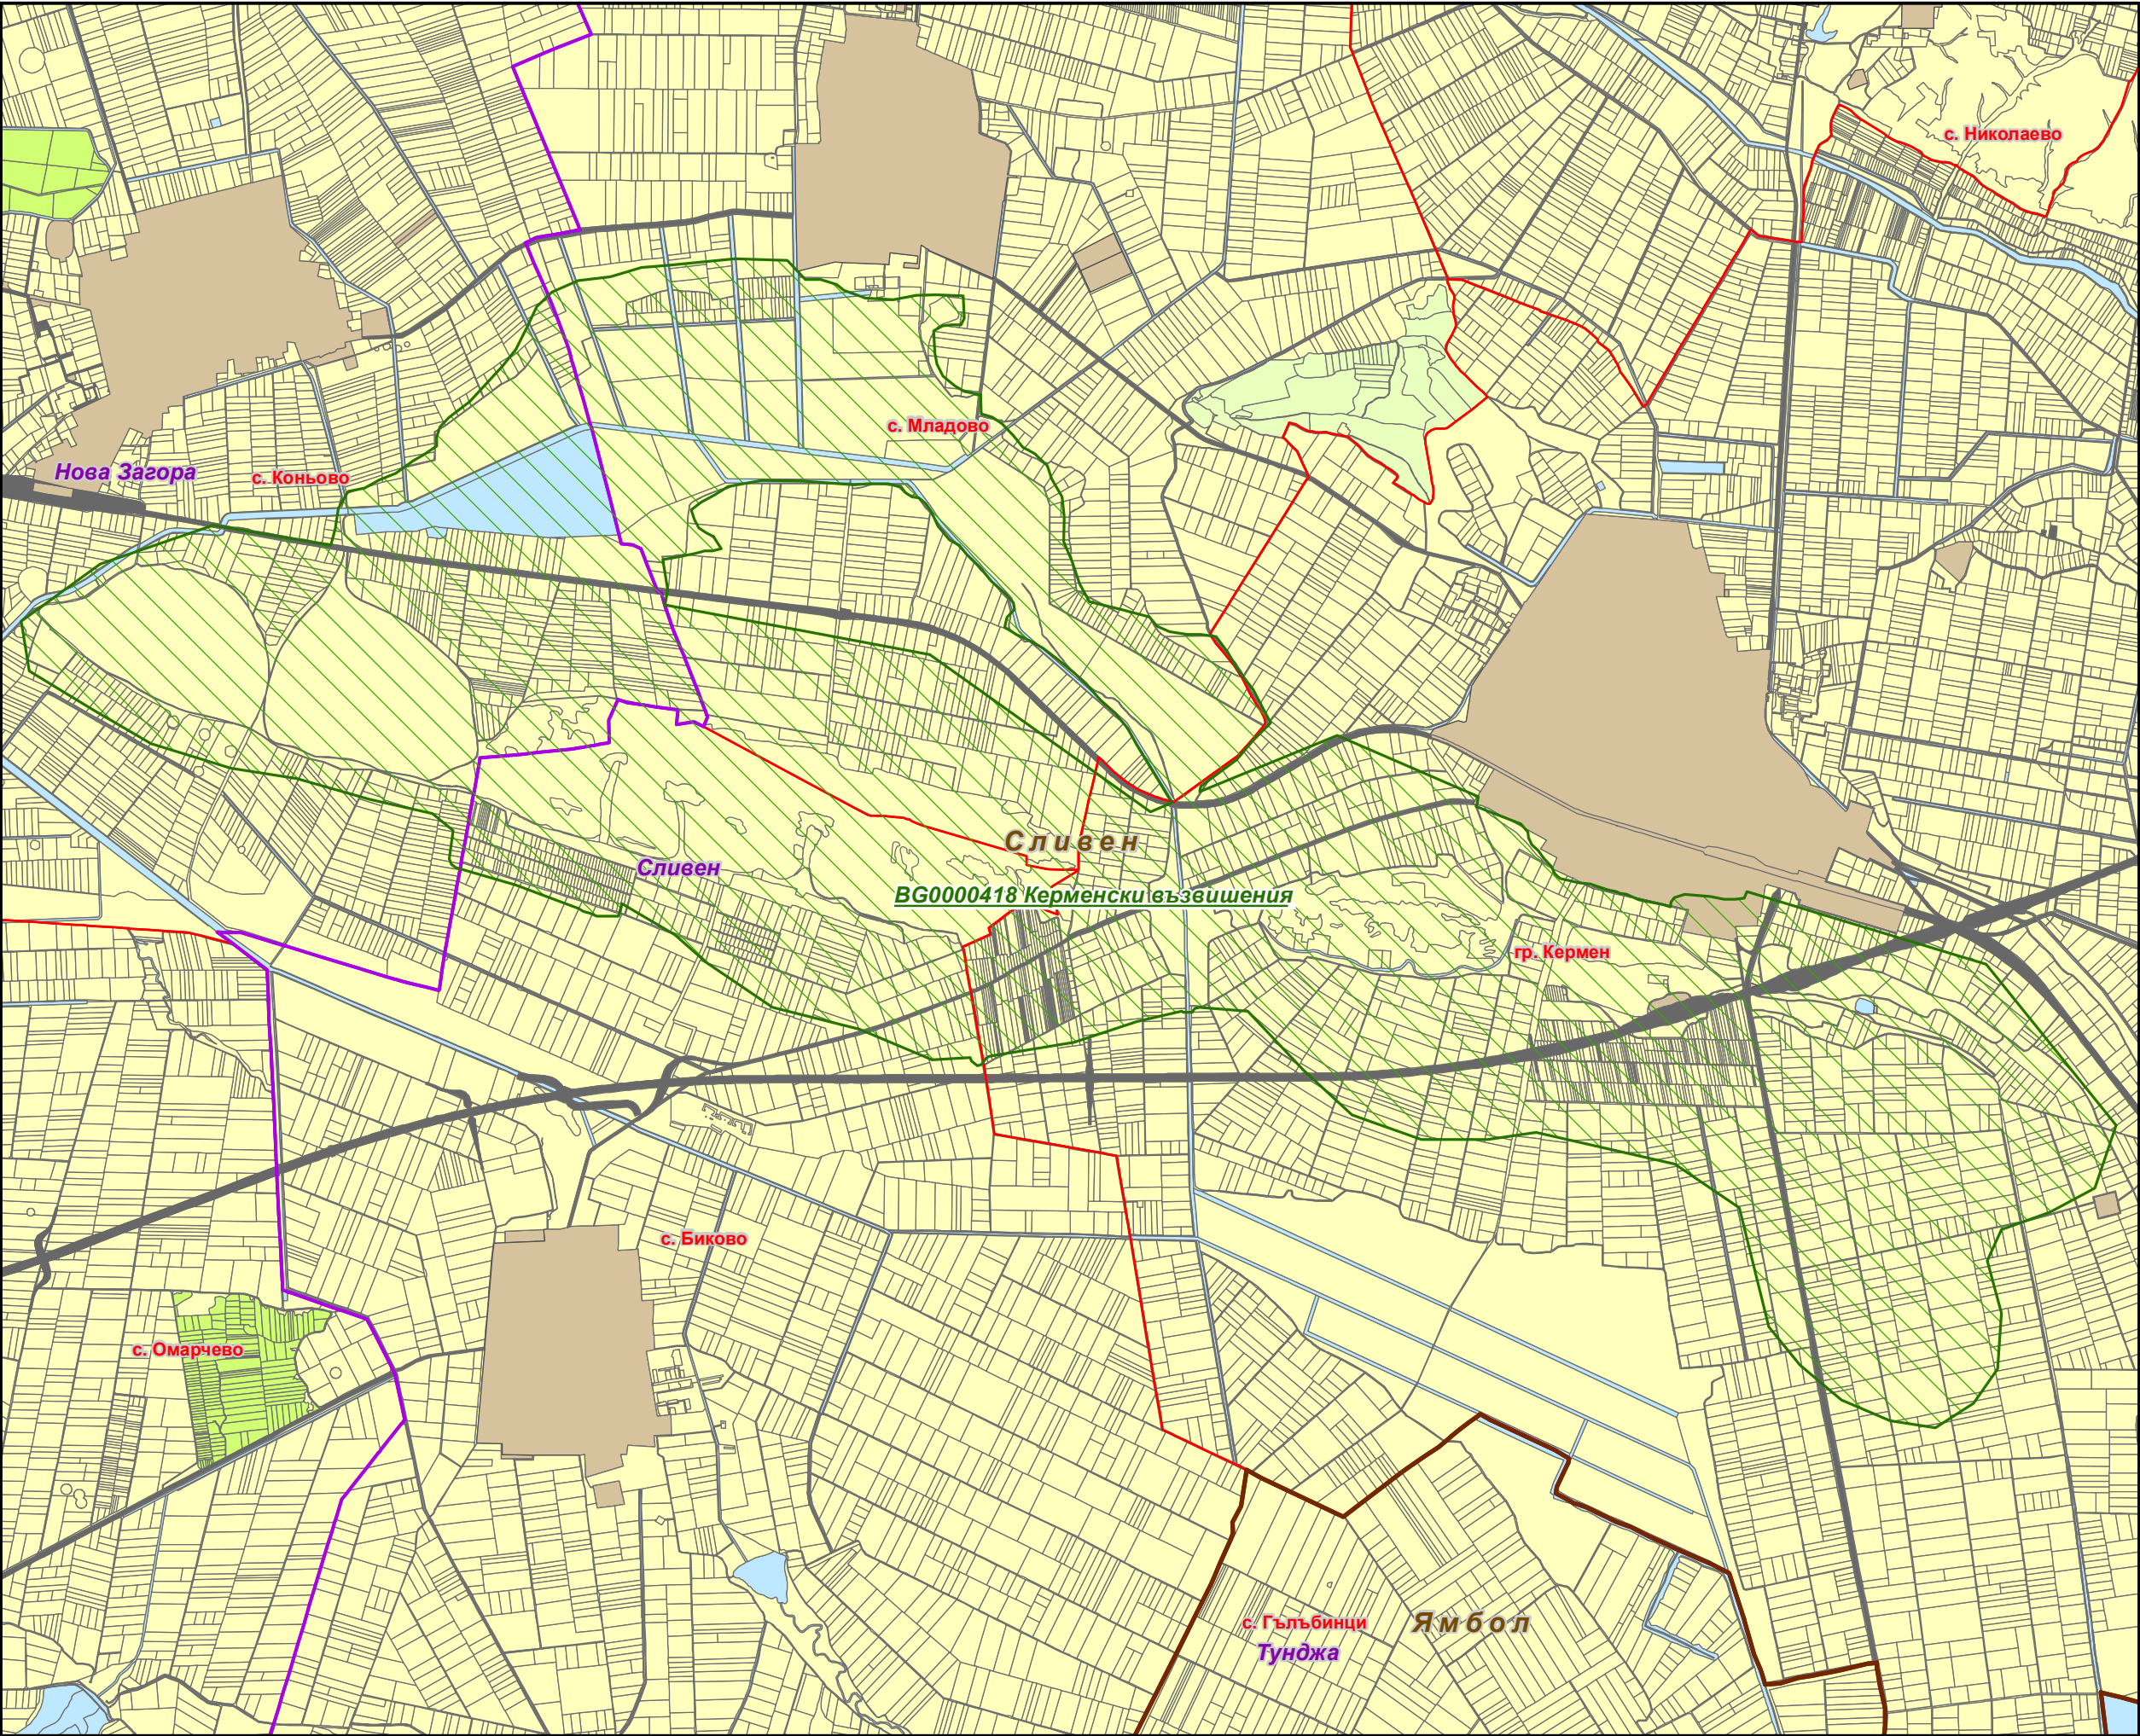 с. Николаево
с. Младово
Нова Загора
с. Коньово
Сливен
Сливен
BG0000418 Керменски възвишения
гр. Кермен
с. Биково
с. Омарчево
с. Гълъбинци
Ямбол
Тунджа